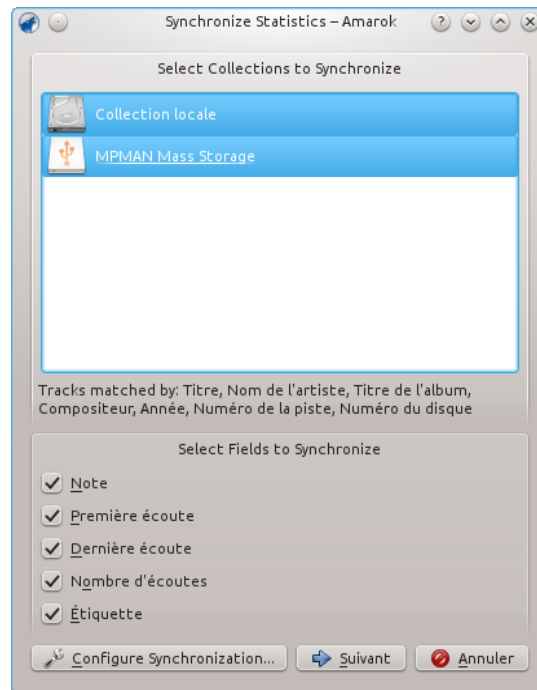 Synchronize Statistics – Amarok
Select Collections to Synchronize
Collection locale
MPMAN Mass Storage
Tracks matched by: Titre, Nom de l'artiste, Titre de l'album,
Compositeur, Année, Numéro de la piste, Numéro du disque
Select Fields to Synchronize
Note
Première écoute
Dernière écoute
Nombre d'écoutes
Étiquette
Configure Synchronization... Suivant Annuler